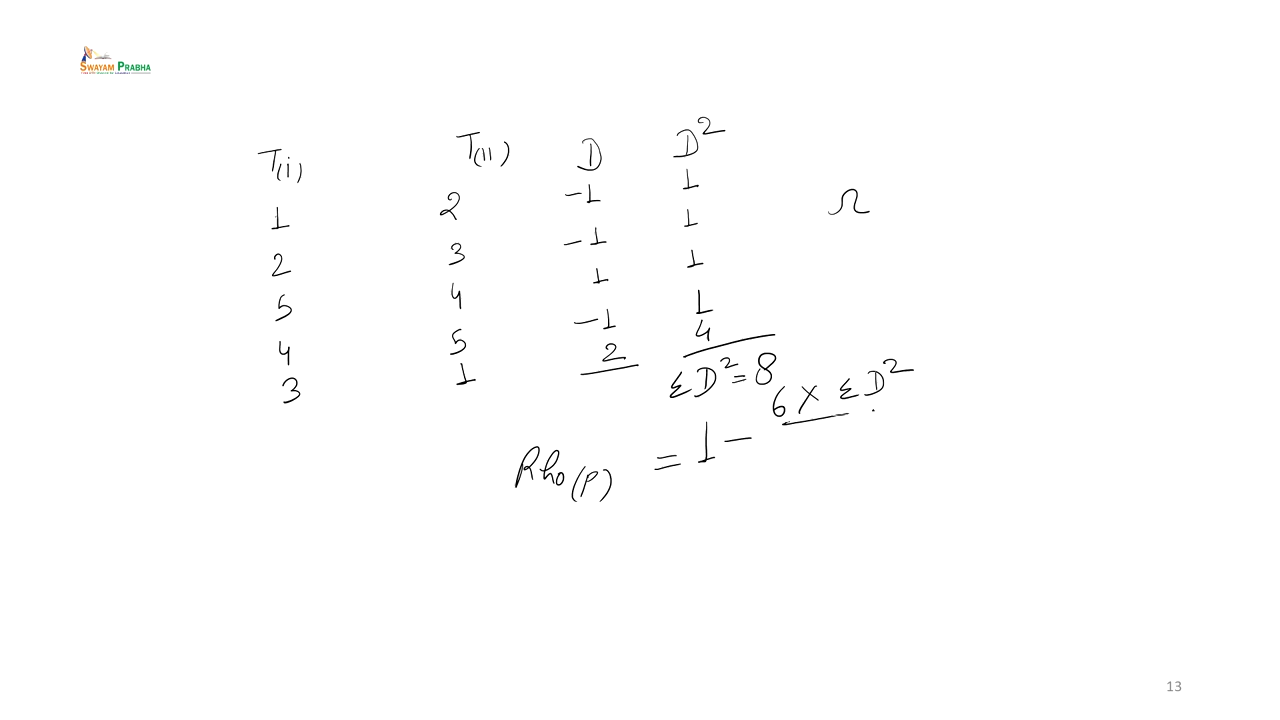 SWAYAM PRABHA
T(i) T(II) D D²
1 2 -1 1
2 3 -1 1
5 4 1 1
4 5 -1 1
3 1 2 4
ΣD² = 8
Rho(P) = 1 - 6 X ΣD²
13